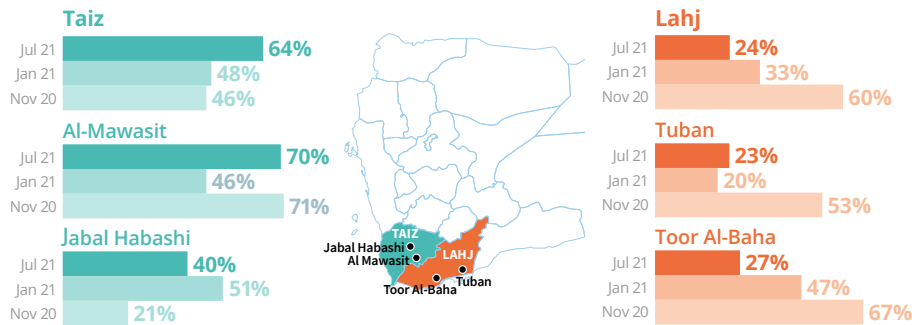 Taiz
Jul 21 64%
Jan 21 48%
Nov 20 46%
Al-Mawasit
Jul 21 70%
Jan 21 46%
Nov 20 71%
Jabal Habashi
Jul 21 40%
Jan 21 51%
Nov 20 21%
TAIZ
Jabal Habashi
LAHJ
Al Mawasit
Tuban
Toor Al-Baha
Lahj
Jul 21 24%
Jan 21 33%
Nov 20 60%
Tuban
Jul 21 23%
Jan 21 20%
Nov 20 53%
Toor Al-Baha
Jul 21 27%
Jan 21 47%
Nov 20 67%